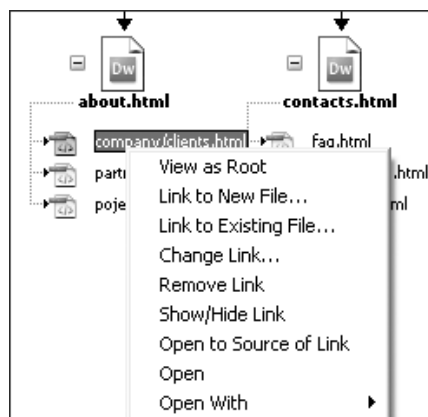 Dw
Dw
about.html
contacts.html
company/clients.html
faq.html
View as Root
.html
Link to New File...
Link to Existing File...
Change Link...
Remove Link
Show/Hide Link
Open to Source of Link
Open
Open With